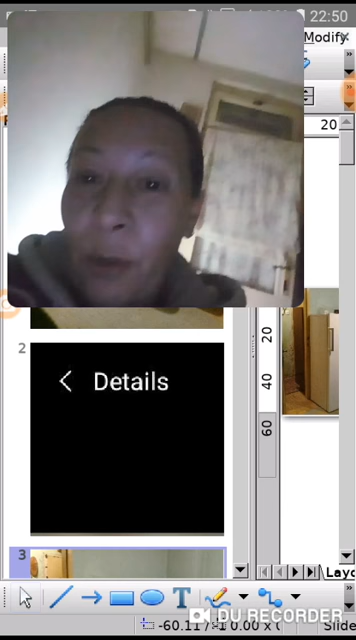 22:50
Modify
20
2
Details
20
40
60
3
Layo
T
DU RECORDER
Slide